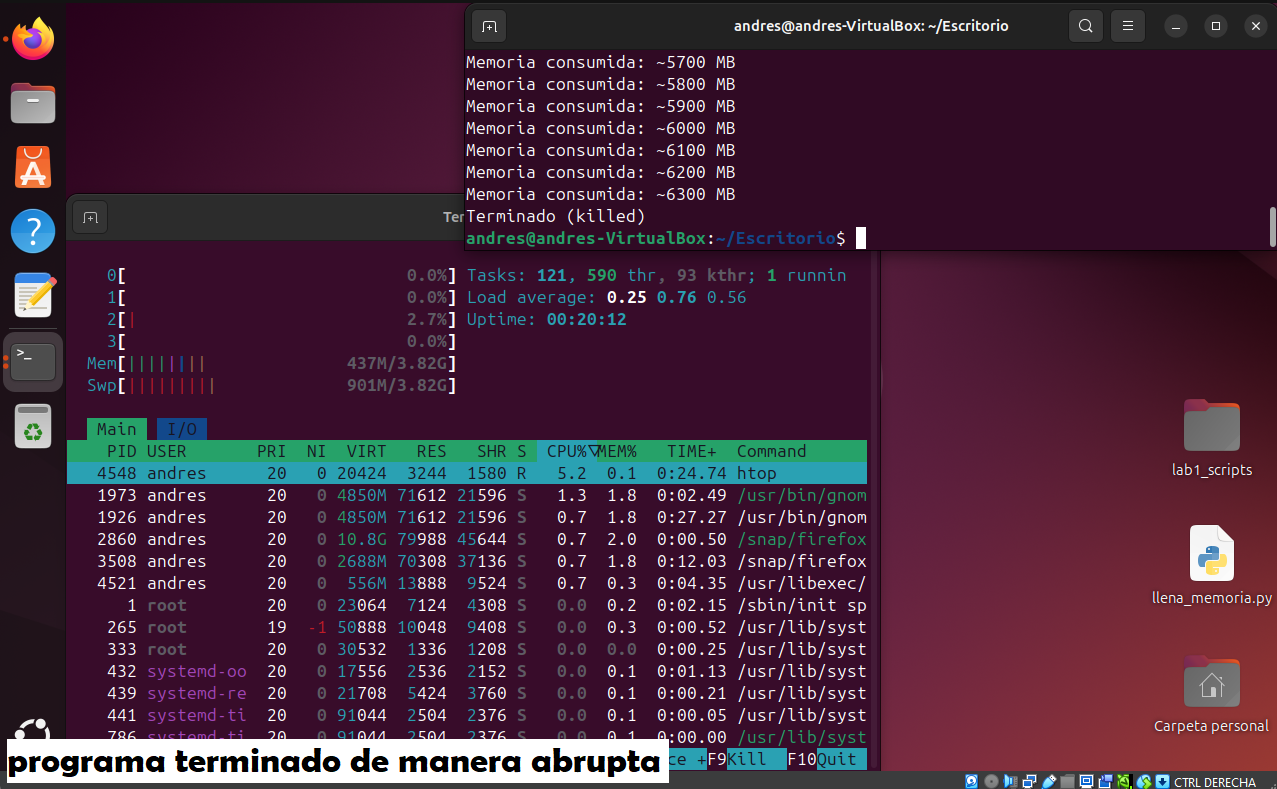 andres@andres-VirtualBox: ~/Escritorio
Memoria consumida: ~5700 MB
Memoria consumida: ~5800 MB
Memoria consumida: ~5900 MB
Memoria consumida: ~6000 MB
Memoria consumida: ~6100 MB
Memoria consumida: ~6200 MB
Memoria consumida: ~6300 MB
Terminado (killed)
andres@andres-VirtualBox:~/Escritorio$
Ter
0[ 0.0%] Tasks: 121, 590 thr, 93 kthr; 1 runnin
1[ 0.0%] Load average: 0.25 0.76 0.56
2[| 2.7%] Uptime: 00:20:12
3[ 0.0%]
Mem[|||||||| 437M/3.82G]
Swp[||||||||| 901M/3.82G]
Main I/O
PID USER PRI NI VIRT RES SHR S CPU%▽MEM% TIME+ Command
4548 andres 20 0 20424 3244 1580 R 5.2 0.1 0:24.74 htop
1973 andres 20 0 4850M 71612 21596 S 1.3 1.8 0:02.49 /usr/bin/gnom
1926 andres 20 0 4850M 71612 21596 S 0.7 1.8 0:27.27 /usr/bin/gnom
2860 andres 20 0 10.8G 79988 45644 S 0.7 2.0 0:00.50 /snap/firefox
3508 andres 20 0 2688M 70308 37136 S 0.7 1.8 0:12.03 /snap/firefox
4521 andres 20 0 556M 13888 9524 S 0.7 0.3 0:04.35 /usr/libexec/
1 root 20 0 23064 7124 4308 S 0.0 0.2 0:02.15 /sbin/init sp
265 root 19 -1 50888 10048 9408 S 0.0 0.3 0:00.52 /usr/lib/syst
333 root 20 0 30532 1336 1208 S 0.0 0.0 0:00.25 /usr/lib/syst
432 systemd-oo 20 0 17556 2536 2152 S 0.0 0.1 0:01.13 /usr/lib/syst
439 systemd-re 20 0 21708 5424 3760 S 0.0 0.1 0:00.21 /usr/lib/syst
441 systemd-ti 20 0 91044 2504 2376 S 0.0 0.1 0:00.05 /usr/lib/syst
786 systemd-ti 20 0 91044 2504 2376 S 0.0 0.1 0:00.00 /usr/lib/syst
ce +F9Kill F10Quit
programa terminado de manera abrupta
lab1_scripts
llena_memoria.py
Carpeta personal
CTRL DERECHA